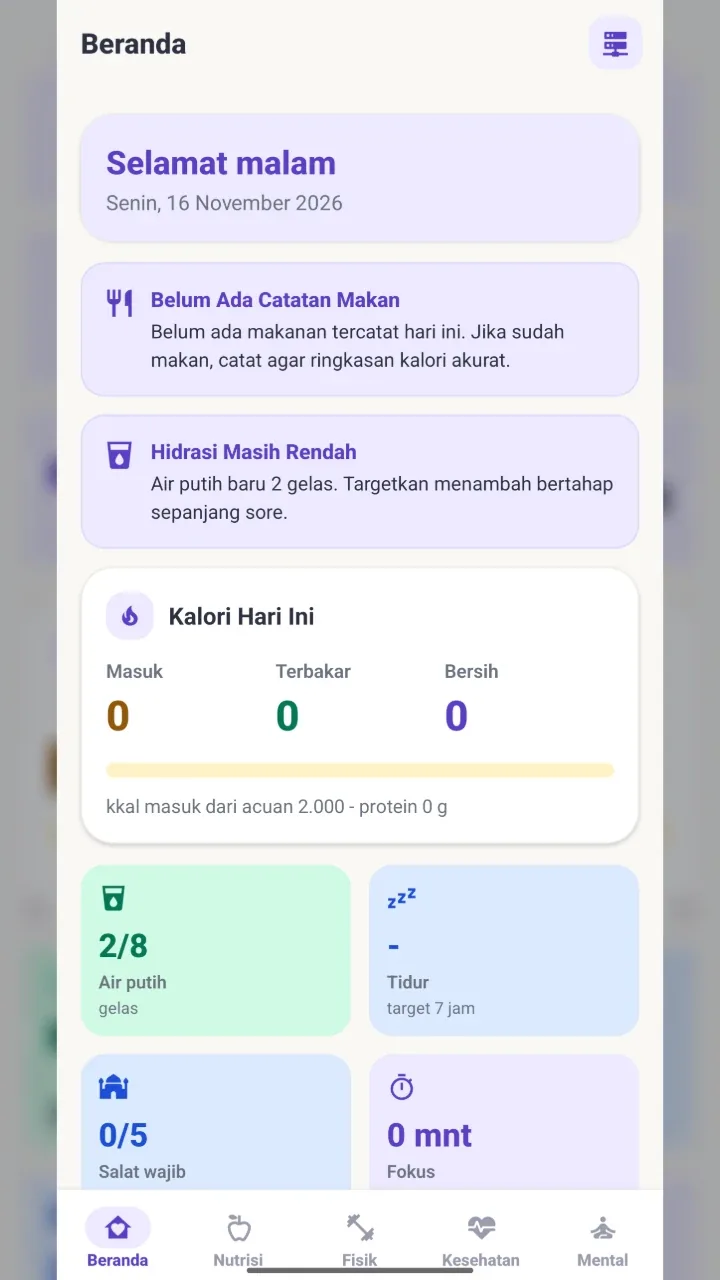 Beranda
Selamat malam
Senin, 16 November 2026
Belum Ada Catatan Makan
Belum ada makanan tercatat hari ini. Jika sudah
makan, catat agar ringkasan kalori akurat.
Hidrasi Masih Rendah
Air putih baru 2 gelas. Targetkan menambah bertahap
sepanjang sore.
Kalori Hari Ini
Masuk Terbakar Bersih
0 0 0
kkal masuk dari acuan 2.000 - protein 0 g
zzz
2/8 -
Air putih Tidur
gelas target 7 jam
0/5 0 mnt
Salat wajib Fokus
Beranda Nutrisi Fisik Kesehatan Mental